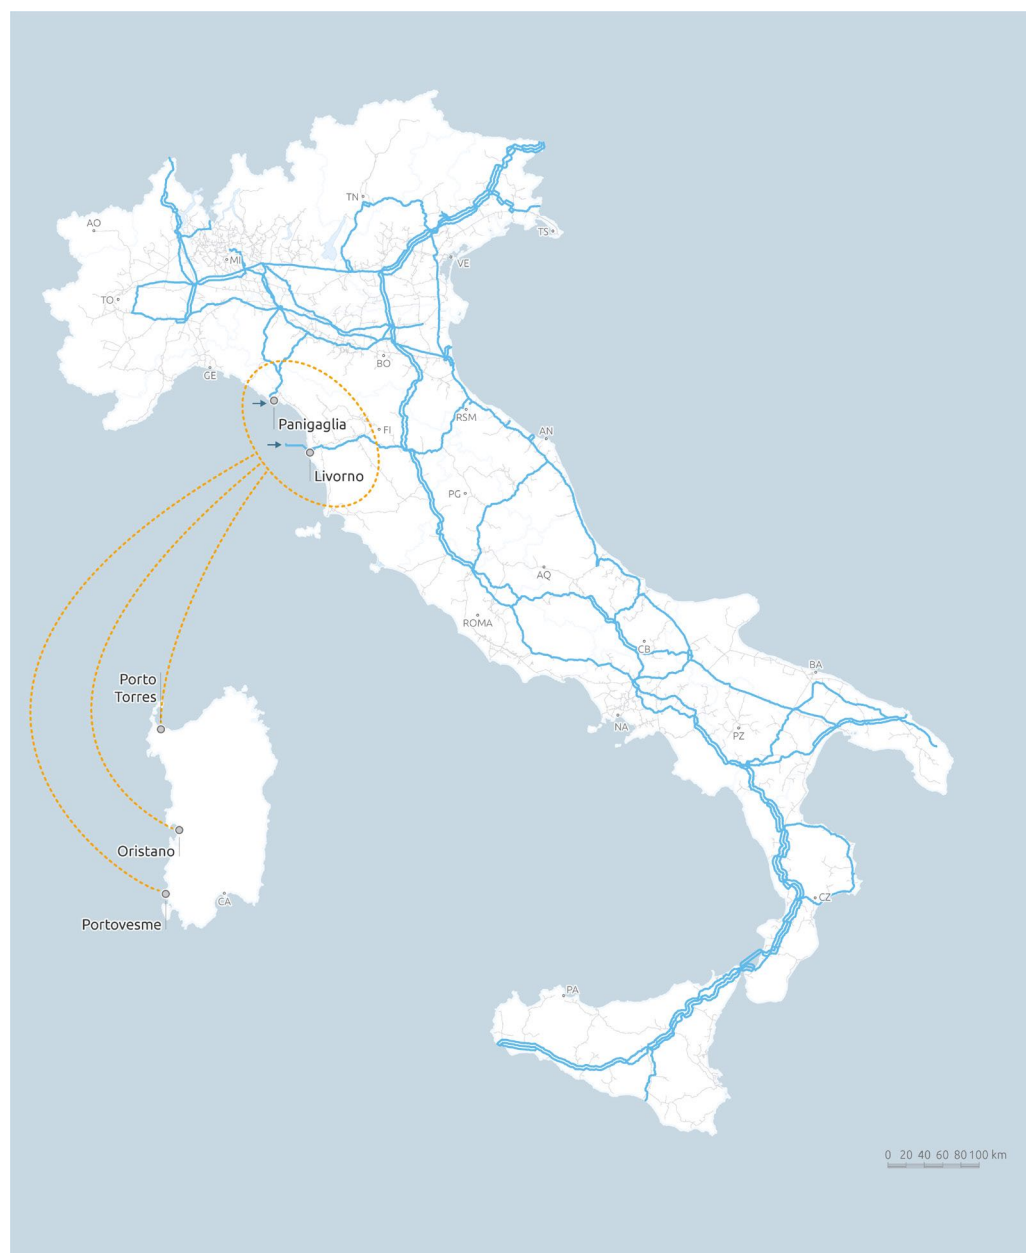 TN
AO
TS
MI
VE
TO
BO
GE
RSM
Panigaglia
FI
AN
Livorno
PG
AQ
ROMA
CB
BA
Porto
Torres
NA
PZ
Oristano
CA
CZ
Portovesme
PA
0 20 40 60 80 100 km